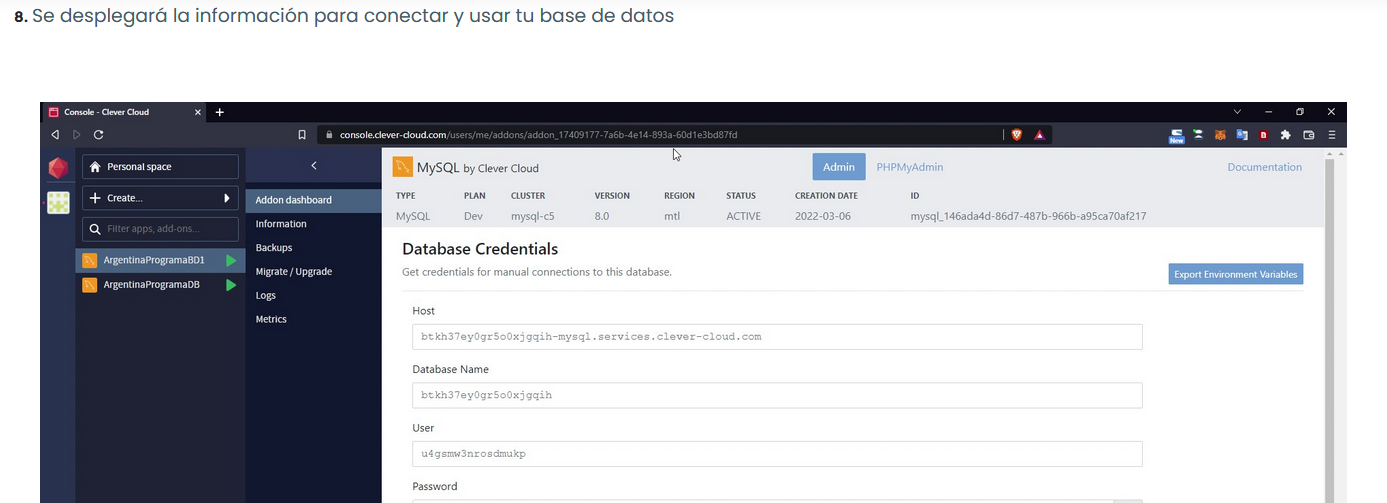 8. Se desplegará la información para conectar y usar tu base de datos
Console - Clever Cloud
console.clever-cloud.com/users/me/addons/addon_17409177-7a6b-4e14-893a-60d1e3bd87fd
New
Personal space
Create...
Filter apps, add-ons...
ArgentinaProgramaBD1
ArgentinaProgramaDB
Addon dashboard
Information
Backups
Migrate / Upgrade
Logs
Metrics
MySQL by Clever Cloud
Admin
PHPMyAdmin
Documentation
TYPE PLAN CLUSTER VERSION REGION STATUS CREATION DATE ID
MySQL Dev mysql-c5 8.0 mtl ACTIVE 2022-03-06 mysql_146ada4d-86d7-487b-966b-a95ca70af217
Database Credentials
Get credentials for manual connections to this database.
Export Environment Variables
Host
btkh37ey0gr5o0xjgqih-mysql.services.clever-cloud.com
Database Name
btkh37ey0gr5o0xjgqih
User
u4gsmw3nrosdmukp
Password